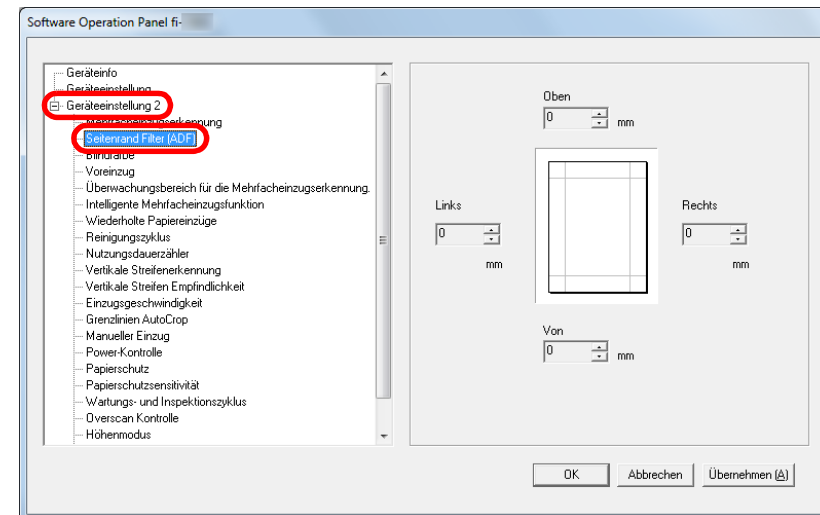 Software Operation Panel fi-
Geräteinfo
Geräteeinstellung
Geräteeinstellung 2
Mehrfacheinzugserkennung
Seitenrand Filter (ADF)
Blindfarbe
Voreinzug
Überwachungsbereich für die Mehrfacheinzugserkennung.
Intelligente Mehrfacheinzugsfunktion
Wiederholte Papiereinzüge
Reinigungszyklus
Nutzungsdauerzähler
Vertikale Streifenerkennung
Vertikale Streifen Empfindlichkeit
Einzugsgeschwindigkeit
Grenzlinien AutoCrop
Manueller Einzug
Power-Kontrolle
Papierschutz
Papierschutzsensitivität
Wartungs- und Inspektionszyklus
Overscan Kontrolle
Höhenmodus
Oben
0 mm
Links
0
mm
Rechts
0
mm
Von
0 mm
OK Abbrechen Übernehmen (A)